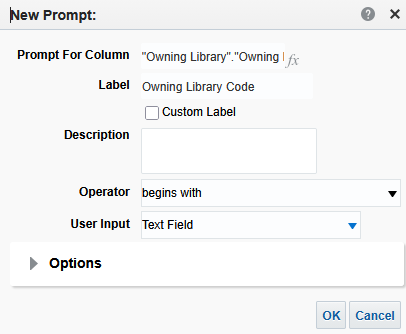 New Prompt:
Prompt For Column "Owning Library"."Owning fx
Label Owning Library Code
Custom Label
Description
Operator begins with
User Input Text Field
Options
OK Cancel